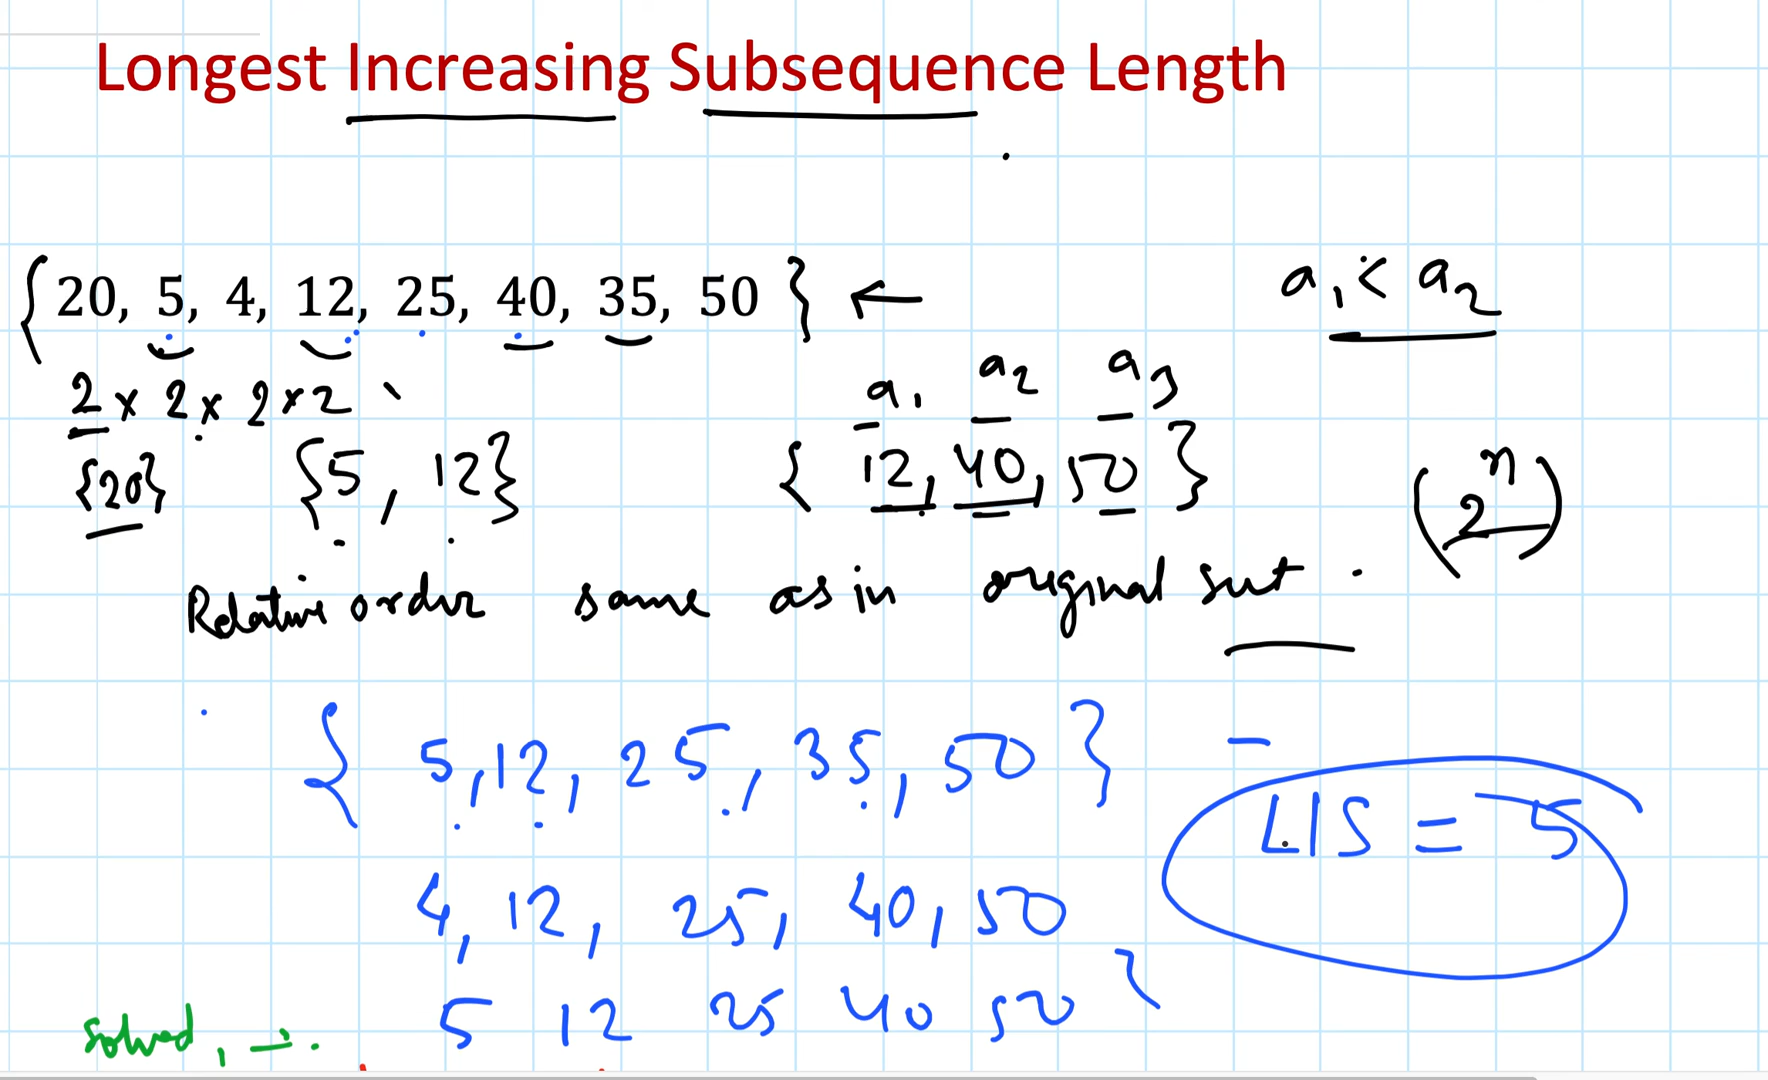 Longest Increasing Subsequence Length
{20, 5, 4, 12, 25, 40, 35, 50} ←
a₁ < a₂
2 x 2 x 2 x 2
a₁ a₂ a₃
{20} {5, 12} {12, 40, 50}
(2ⁿ)
Relative order same as in original set.
{5, 12, 25, 35, 50} –
LIS = 5
4, 12, 25, 40, 50
5 12 25 40 50 }
solved, →.